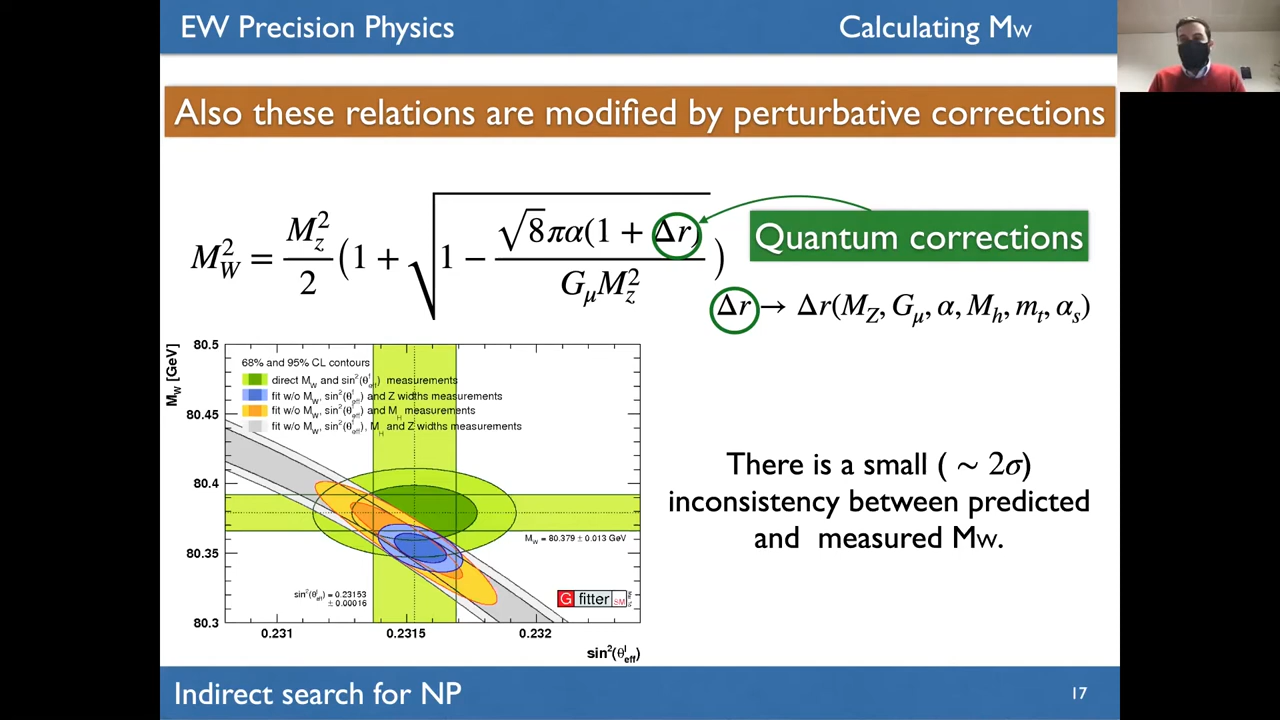 EW Precision Physics
Calculating Mw
Also these relations are modified by perturbative corrections
M_W^2 = M_z^2/2 (1 + √(1 − √8πα(1 + Δr)/(G_μ M_z^2)))
Quantum corrections
Δr → Δr(M_Z, G_μ, α, M_h, m_t, α_s)
M_W [GeV]
80.5
80.45
80.4
80.35
80.3
68% and 95% CL contours
direct M_W and sin²(θ^l_eff) measurements
fit w/o M_W, sin²(θ^l_eff) and Z widths measurements
fit w/o M_W, sin²(θ^l_eff) and M_H measurements
fit w/o M_W, sin²(θ^l_eff), M_H and Z widths measurements
M_W = 80.379 ± 0.013 GeV
sin²(θ^l_eff) = 0.23153
± 0.00016
G fitter SM
0.231
0.2315
0.232
sin²(θ^l_eff)
There is a small ( ∼ 2σ)
inconsistency between predicted
and measured Mw.
Indirect search for NP
17